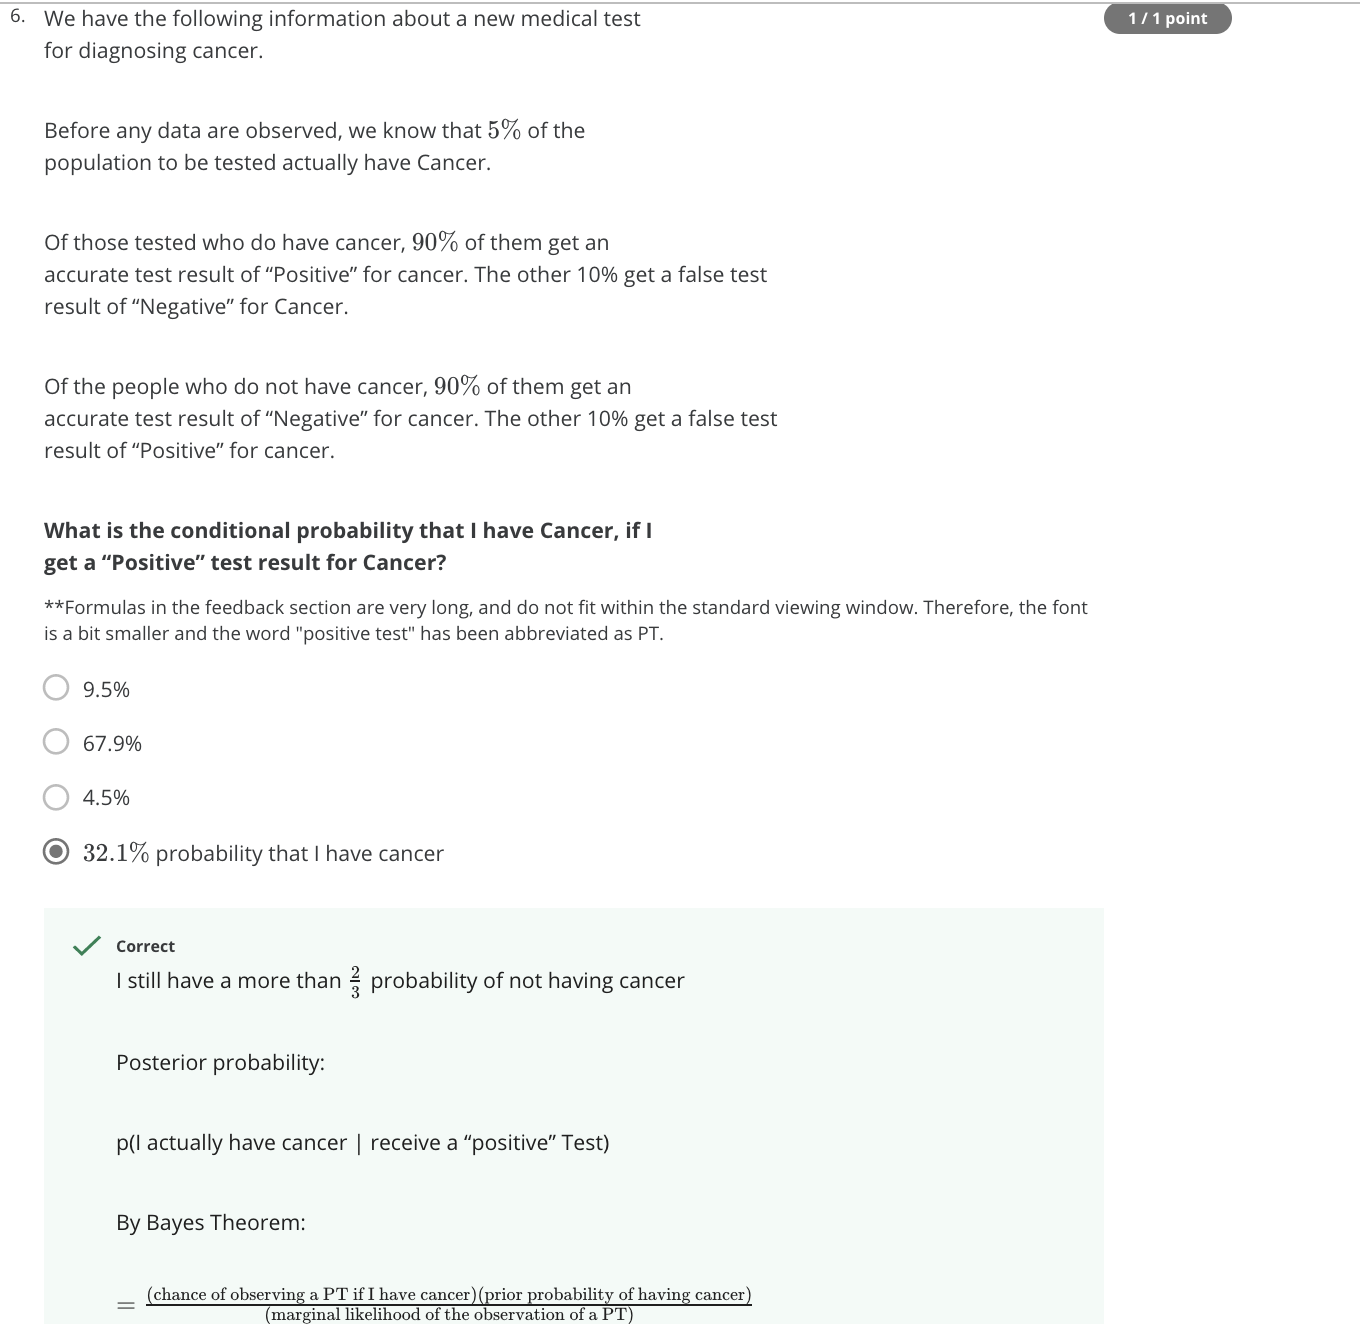 6. We have the following information about a new medical test
1 / 1 point
for diagnosing cancer.
Before any data are observed, we know that 5% of the
population to be tested actually have Cancer.
Of those tested who do have cancer, 90% of them get an
accurate test result of “Positive” for cancer. The other 10% get a false test
result of “Negative” for Cancer.
Of the people who do not have cancer, 90% of them get an
accurate test result of “Negative” for cancer. The other 10% get a false test
result of “Positive” for cancer.
What is the conditional probability that I have Cancer, if I
get a “Positive” test result for Cancer?
**Formulas in the feedback section are very long, and do not fit within the standard viewing window. Therefore, the font
is a bit smaller and the word "positive test" has been abbreviated as PT.
9.5%
67.9%
4.5%
32.1% probability that I have cancer
Correct
I still have a more than 2/3 probability of not having cancer
Posterior probability:
p(I actually have cancer | receive a “positive” Test)
By Bayes Theorem:
= (chance of observing a PT if I have cancer)(prior probability of having cancer)
(marginal likelihood of the observation of a PT)